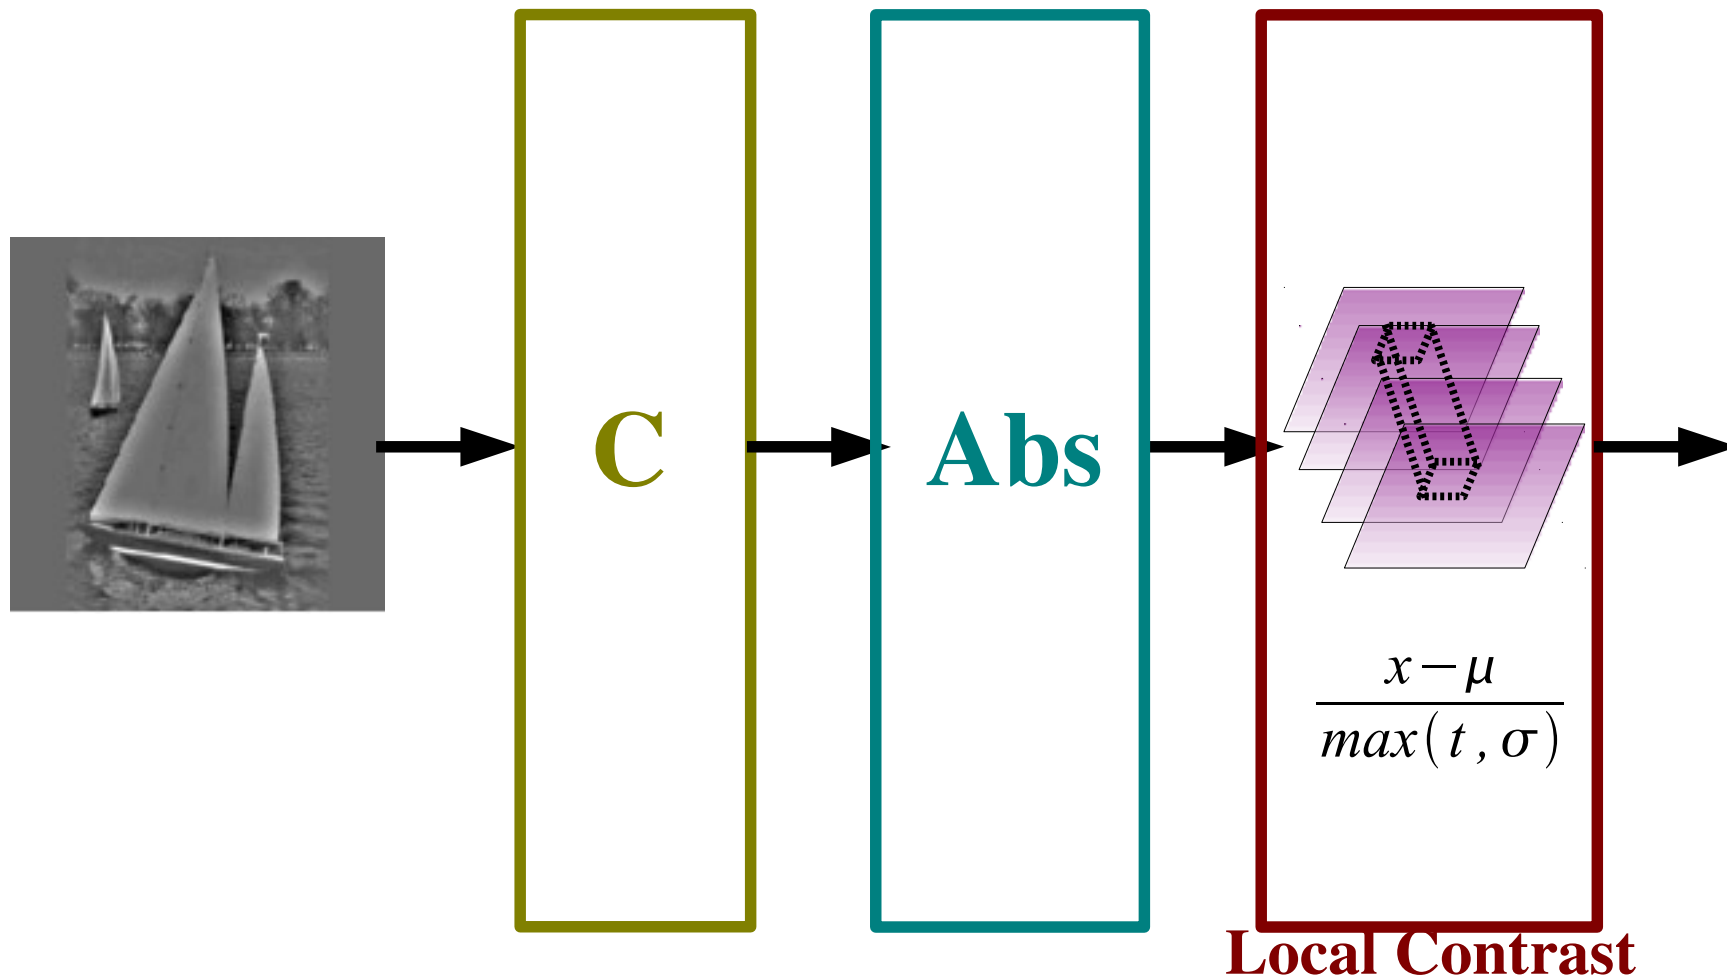 C
Abs
x − μ
max( t , σ )
Local Contrast